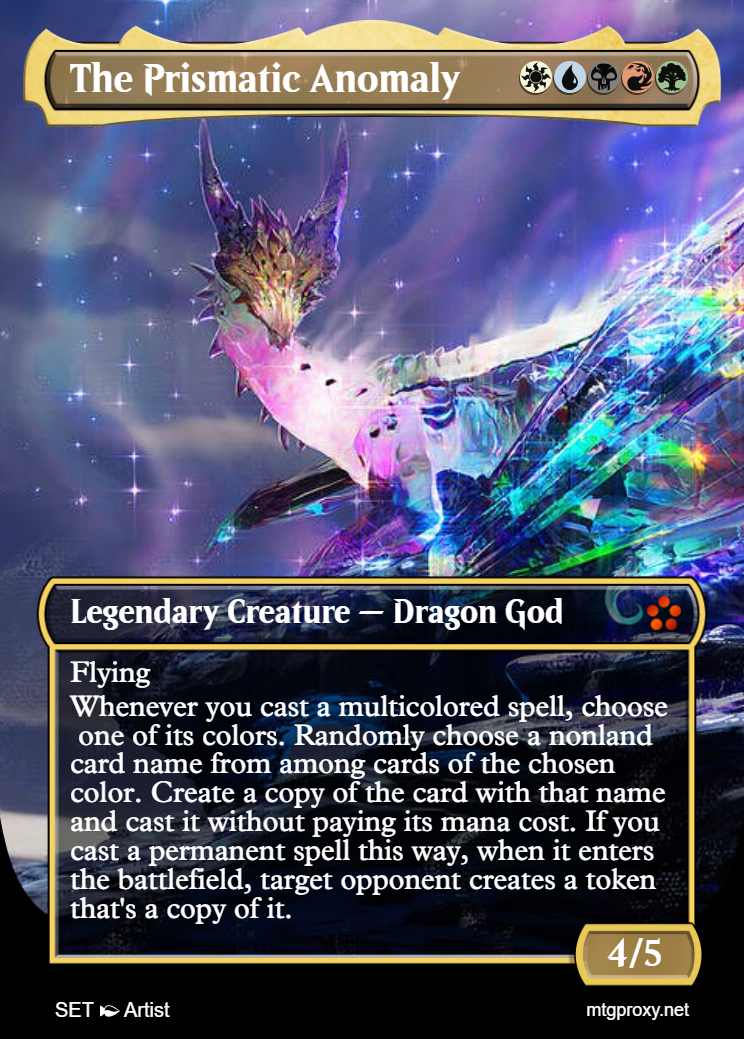 The Prismatic Anomaly
Legendary Creature — Dragon God
Flying
Whenever you cast a multicolored spell, choose
one of its colors. Randomly choose a nonland
card name from among cards of the chosen
color. Create a copy of the card with that name
and cast it without paying its mana cost. If you
cast a permanent spell this way, when it enters
the battlefield, target opponent creates a token
that's a copy of it.
4/5
SET Artist
mtgproxy.net